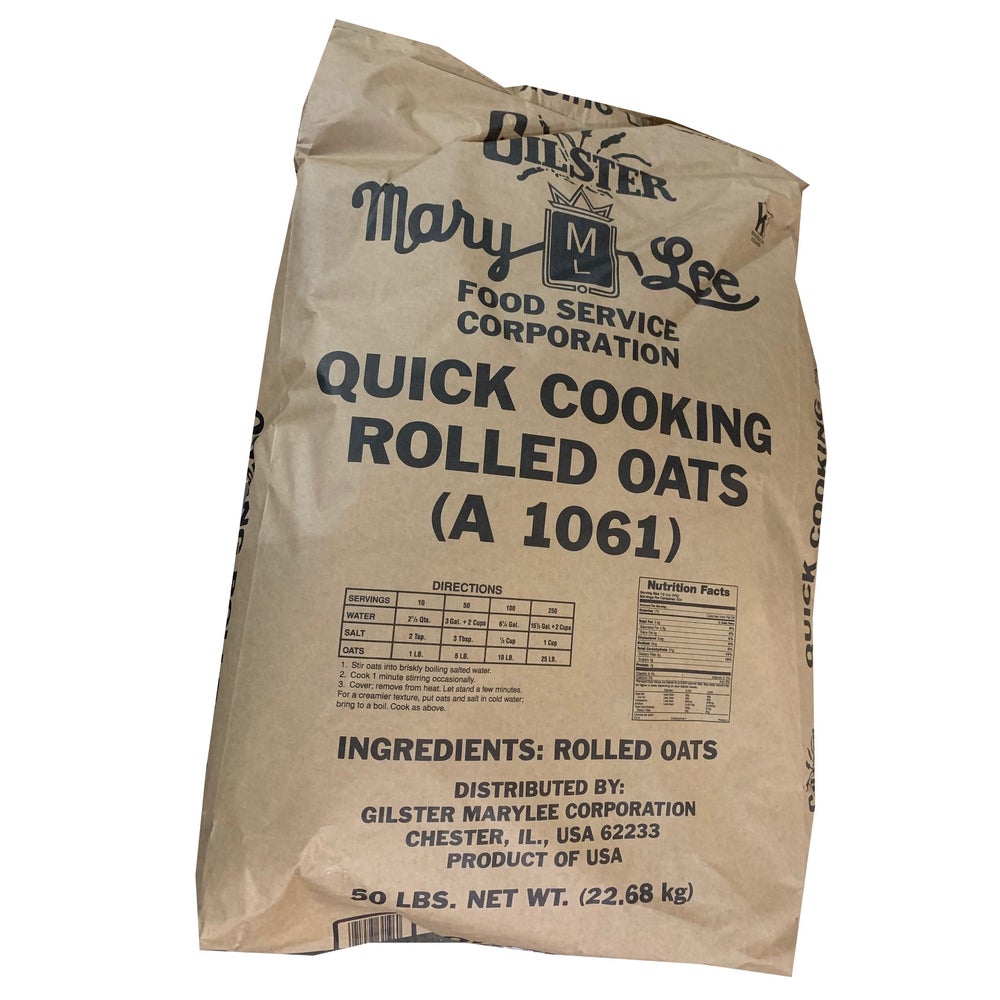 GILSTER
Mary ML Lee
FOOD SERVICE
CORPORATION
QUICK COOKING
ROLLED OATS
(A 1061)
DIRECTIONS
SERVINGS 10 50 100 250
WATER 2½ Qts. 3 Gal. + 2 Cups 6¼ Gal. 15½ Gal. + 2 Cups
SALT 2 Tsp. 3 Tbsp. ½ Cup 1 Cup
OATS 1 LB. 5 LB. 10 LB. 25 LB.
1. Stir oats into briskly boiling salted water.
2. Cook 1 minute stirring occasionally.
3. Cover; remove from heat. Let stand a few minutes.
For a creamier texture, put oats and salt in cold water;
bring to a boil. Cook as above.
Nutrition Facts
INGREDIENTS: ROLLED OATS
DISTRIBUTED BY:
GILSTER MARYLEE CORPORATION
CHESTER, IL., USA 62233
PRODUCT OF USA
50 LBS. NET WT. (22.68 kg)
QUICK COOKING